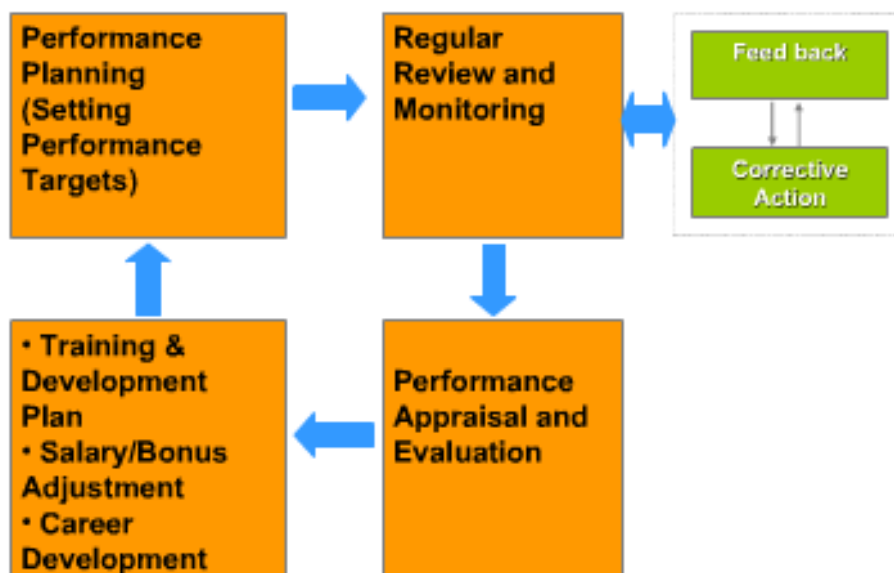 Performance
Planning
(Setting
Performance
Targets)
Regular
Review and
Monitoring
Feed back
Corrective
Action
• Training &
Development
Plan
• Salary/Bonus
Adjustment
• Career
Development
Performance
Appraisal and
Evaluation